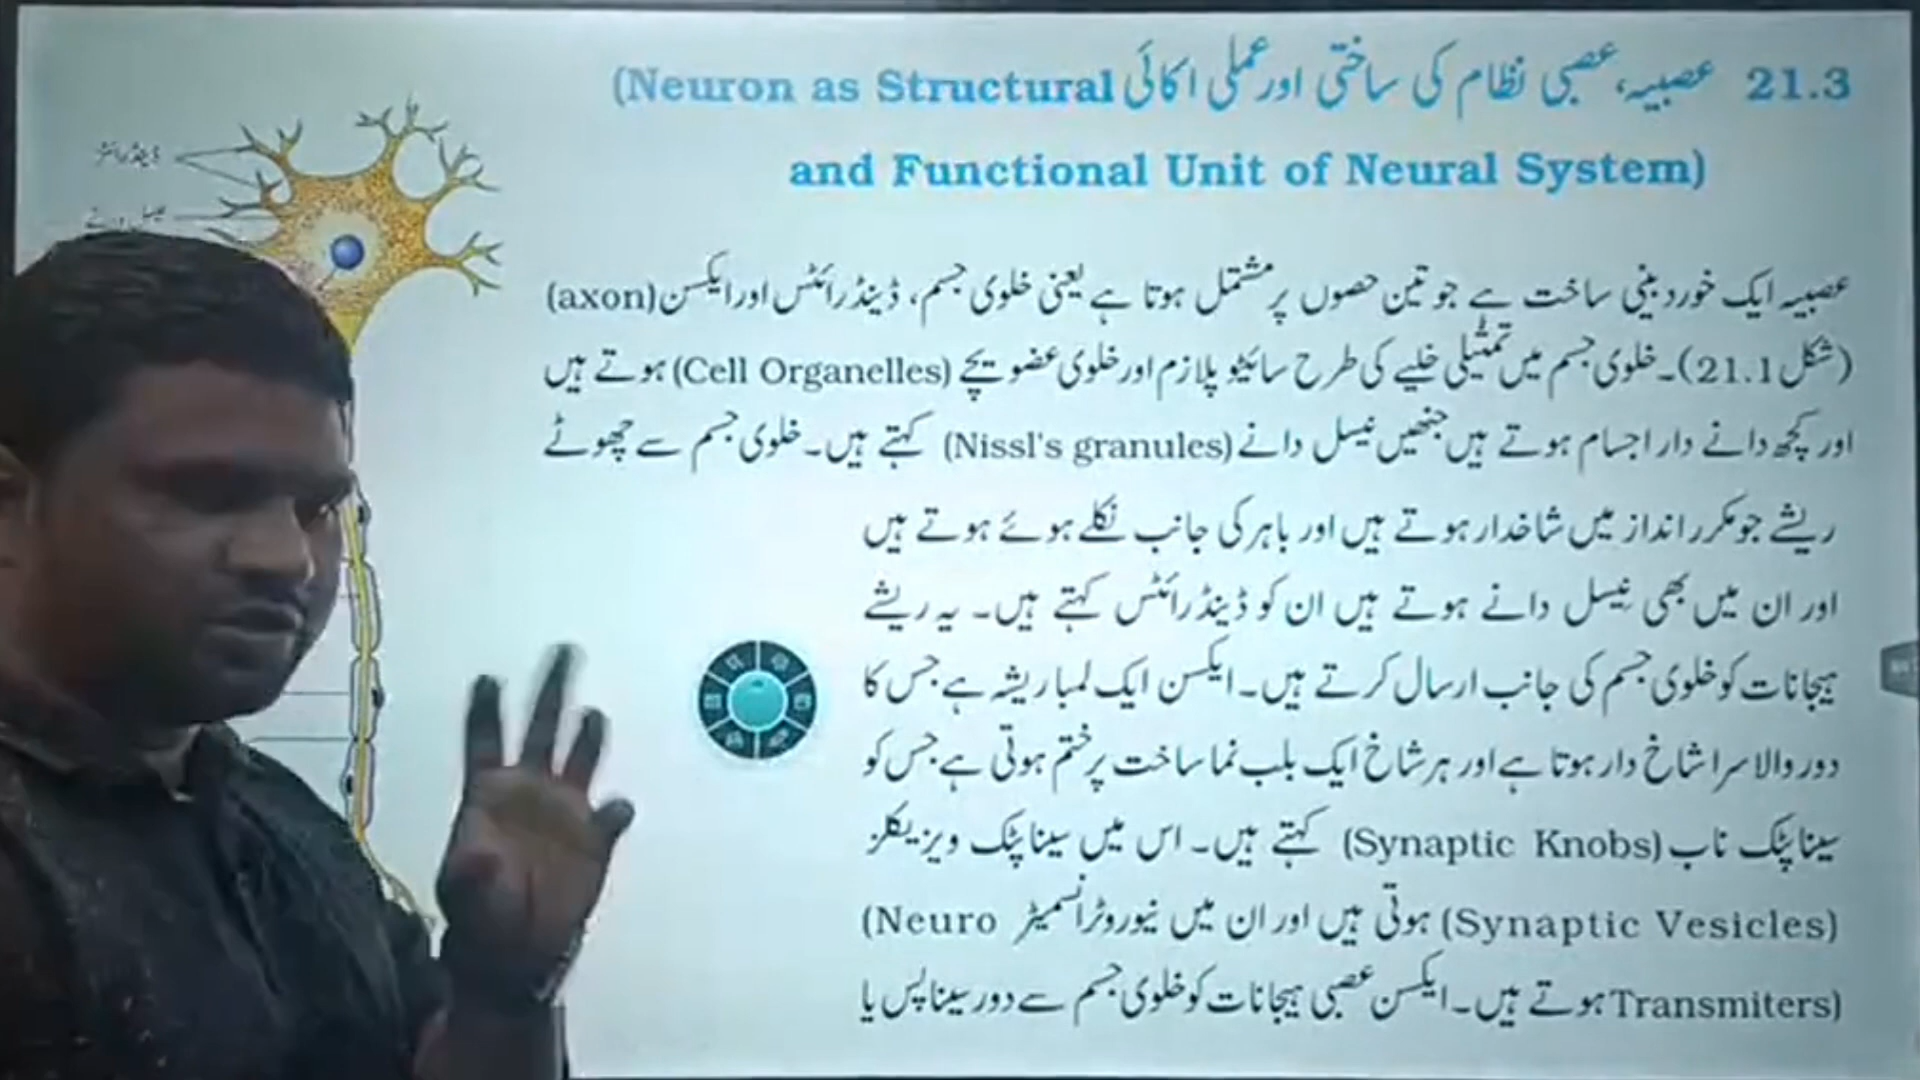 21.3 عصبیہ، عصبی نظام کی ساختی اور عملی اکائی (Neuron as Structural
and Functional Unit of Neural System)
ڈینڈرائٹز
عصبیہ ایک خوردبینی ساخت ہے جو تین حصوں پر مشتمل ہوتا ہے یعنی خلوی جسم، ڈینڈرائٹس اور ایکسن (axon)
(شکل 21.1)۔ خلوی جسم میں تمثیلی خلیے کی طرح سائیٹو پلازم اور خلوی عضویچے (Cell Organelles) ہوتے ہیں
اور کچھ دانے دار اجسام ہوتے ہیں جنھیں نیسل دانے (Nissl's granules) کہتے ہیں۔ خلوی جسم سے چھوٹے
ریشے جو مکرر انداز میں شاخدار ہوتے ہیں اور باہر کی جانب نکلے ہوئے ہوتے ہیں
اور ان میں بھی نیسل دانے ہوتے ہیں ان کو ڈینڈرائٹس کہتے ہیں۔ یہ ریشے
ہیجانات کو خلوی جسم کی جانب ارسال کرتے ہیں۔ ایکسن ایک لمبا ریشہ ہے جس کا
دور والا سرا شاخ دار ہوتا ہے اور ہر شاخ ایک بلب نما ساخت پر ختم ہوتی ہے جس کو
سیناپٹک ناب (Synaptic Knobs) کہتے ہیں۔ اس میں سیناپٹک ویزیکلز
(Synaptic Vesicles) ہوتی ہیں اور ان میں نیوروٹرانسمیٹر (Neuro
Transmiters) ہوتے ہیں۔ ایکسن عصبی ہیجانات کو خلوی جسم سے دور سیناپس یا